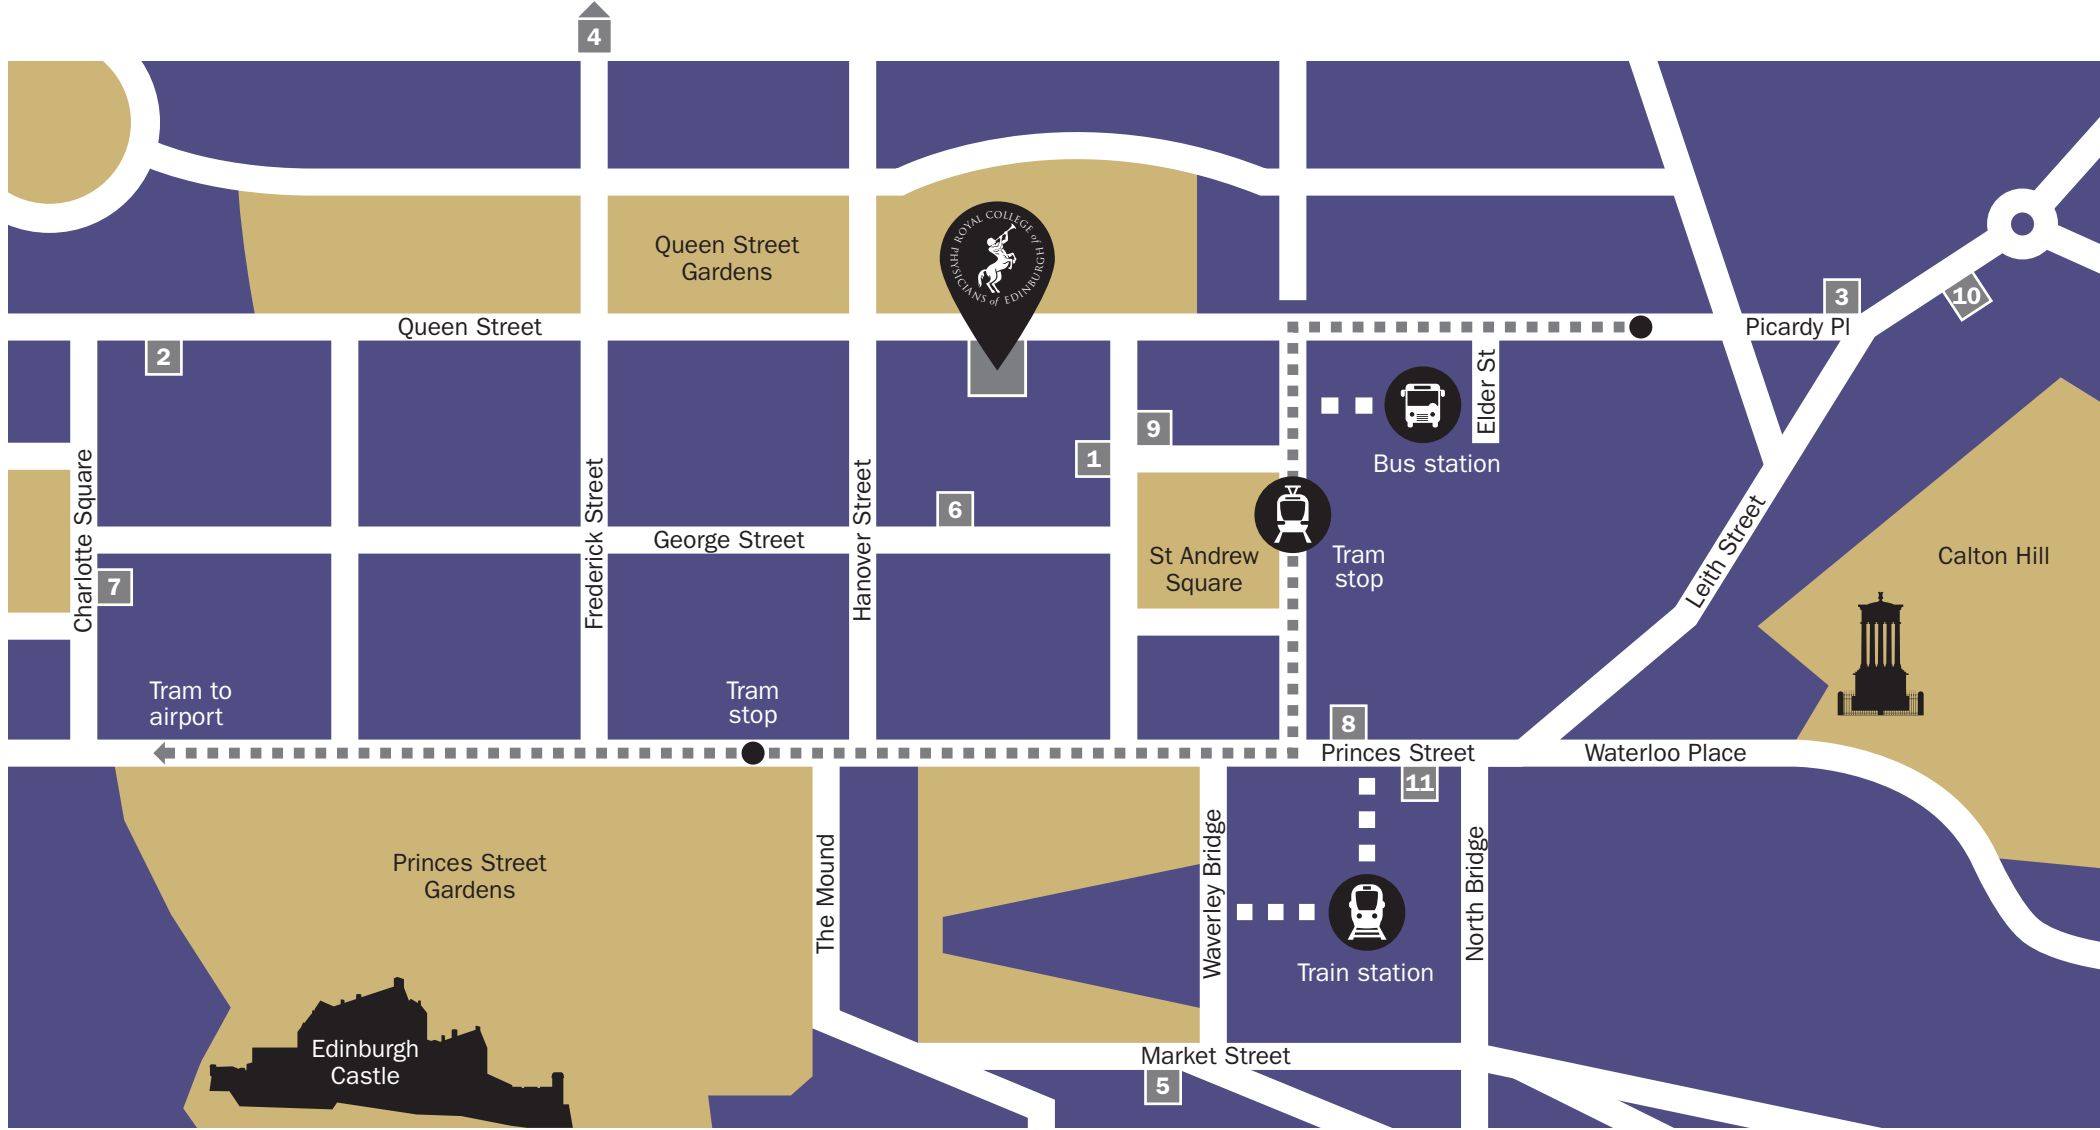 4
ROYAL COLLEGE of
PHYSICIANS of EDINBURGH
Queen Street
Gardens
Queen Street
2
3
10
Picardy Pl
Elder St
Bus station
9
1
6
Charlotte Square
Frederick Street
Hanover Street
George Street
St Andrew
Square
Tram
stop
Leith Street
Calton Hill
7
Tram to
airport
Tram
stop
8
Princes Street
Waterloo Place
11
Princes Street
Gardens
The Mound
Waverley Bridge
North Bridge
Train station
Edinburgh
Castle
Market Street
5